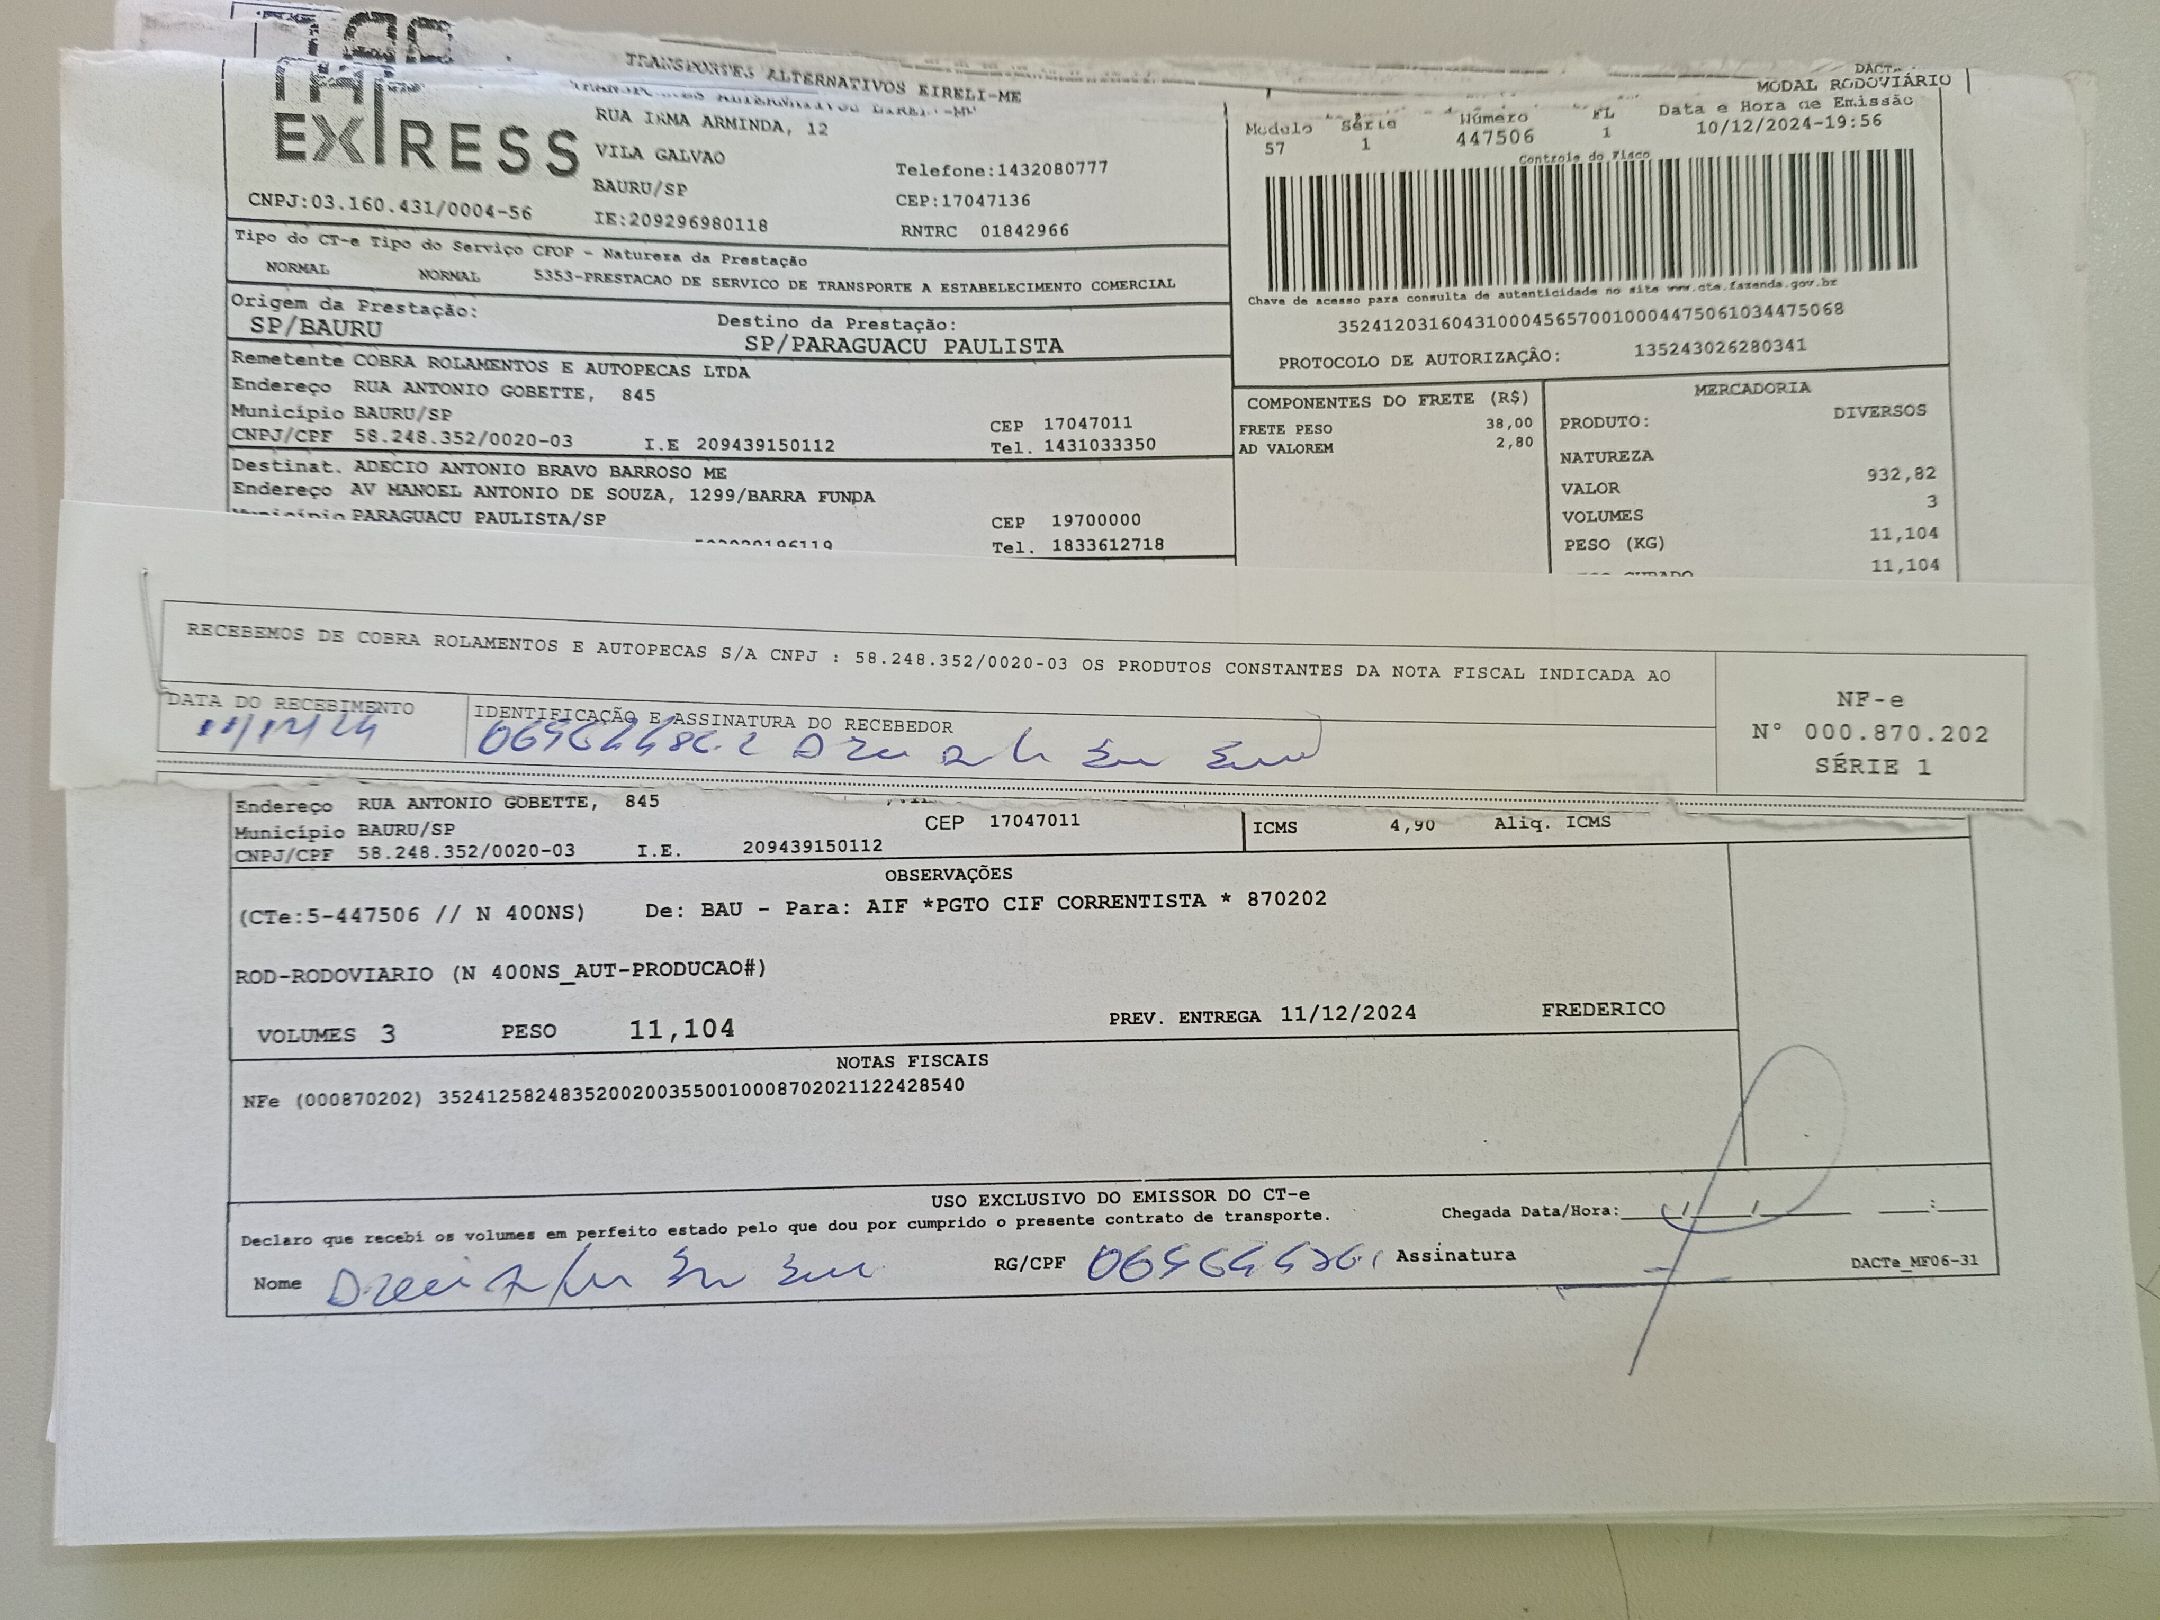 EXPRESS
TRANSPORTES ALTERNATIVOS EIRELI-ME
RUA IRMA ARMINDA, 12
VILA GALVAO
BAURU/SP
IE:209296980118
Telefone:1432080777
CEP:17047136
RNTRC 01842966
CNPJ:03.160.431/0004-56
DACTe
MODAL RODOVIÁRIO
Modelo Série Número FL Data e Hora de Emissão
57 1 447506 1 10/12/2024-19:56
Controle do Fisco
Chave de acesso para consulta de autenticidade no site www.cte.fazenda.gov.br
35241203160431000456570010004475061034475068
PROTOCOLO DE AUTORIZAÇÃO: 135243026280341
Tipo do CT-e Tipo do Serviço CFOP - Natureza da Prestação
NORMAL NORMAL 5353-PRESTACAO DE SERVICO DE TRANSPORTE A ESTABELECIMENTO COMERCIAL
Origem da Prestação: Destino da Prestação:
SP/BAURU SP/PARAGUACU PAULISTA
Remetente COBRA ROLAMENTOS E AUTOPECAS LTDA
Endereço RUA ANTONIO GOBETTE, 845
Município BAURU/SP CEP 17047011
CNPJ/CPF 58.248.352/0020-03 I.E 209439150112 Tel. 1431033350
Destinat. ADECIO ANTONIO BRAVO BARROSO ME
Endereço AV MANOEL ANTONIO DE SOUZA, 1299/BARRA FUNDA
Município PARAGUACU PAULISTA/SP CEP 19700000
Tel. 1833612718
COMPONENTES DO FRETE (R$)
FRETE PESO 38,00
AD VALOREM 2,80
MERCADORIA
PRODUTO: DIVERSOS
NATUREZA
VALOR 932,82
VOLUMES 3
PESO (KG) 11,104
11,104
RECEBEMOS DE COBRA ROLAMENTOS E AUTOPECAS S/A CNPJ : 58.248.352/0020-03 OS PRODUTOS CONSTANTES DA NOTA FISCAL INDICADA AO
DATA DO RECEBIMENTO IDENTIFICAÇÃO E ASSINATURA DO RECEBEDOR
11/12/24
NF-e
N° 000.870.202
SÉRIE 1
Endereço RUA ANTONIO GOBETTE, 845
Município BAURU/SP CEP 17047011
CNPJ/CPF 58.248.352/0020-03 I.E. 209439150112
ICMS 4,90 Aliq. ICMS
OBSERVAÇÕES
(CTe:5-447506 // N 400NS) De: BAU - Para: AIF *PGTO CIF CORRENTISTA * 870202
ROD-RODOVIARIO (N 400NS_AUT-PRODUCAO#)
VOLUMES 3 PESO 11,104 PREV. ENTREGA 11/12/2024 FREDERICO
NOTAS FISCAIS
NFe (000870202) 35241258248352002003550010008702021122428540
USO EXCLUSIVO DO EMISSOR DO CT-e
Declaro que recebi os volumes em perfeito estado pelo que dou por cumprido o presente contrato de transporte. Chegada Data/Hora:____/____/______ ___:___
Nome RG/CPF Assinatura DACTe_MF06-31